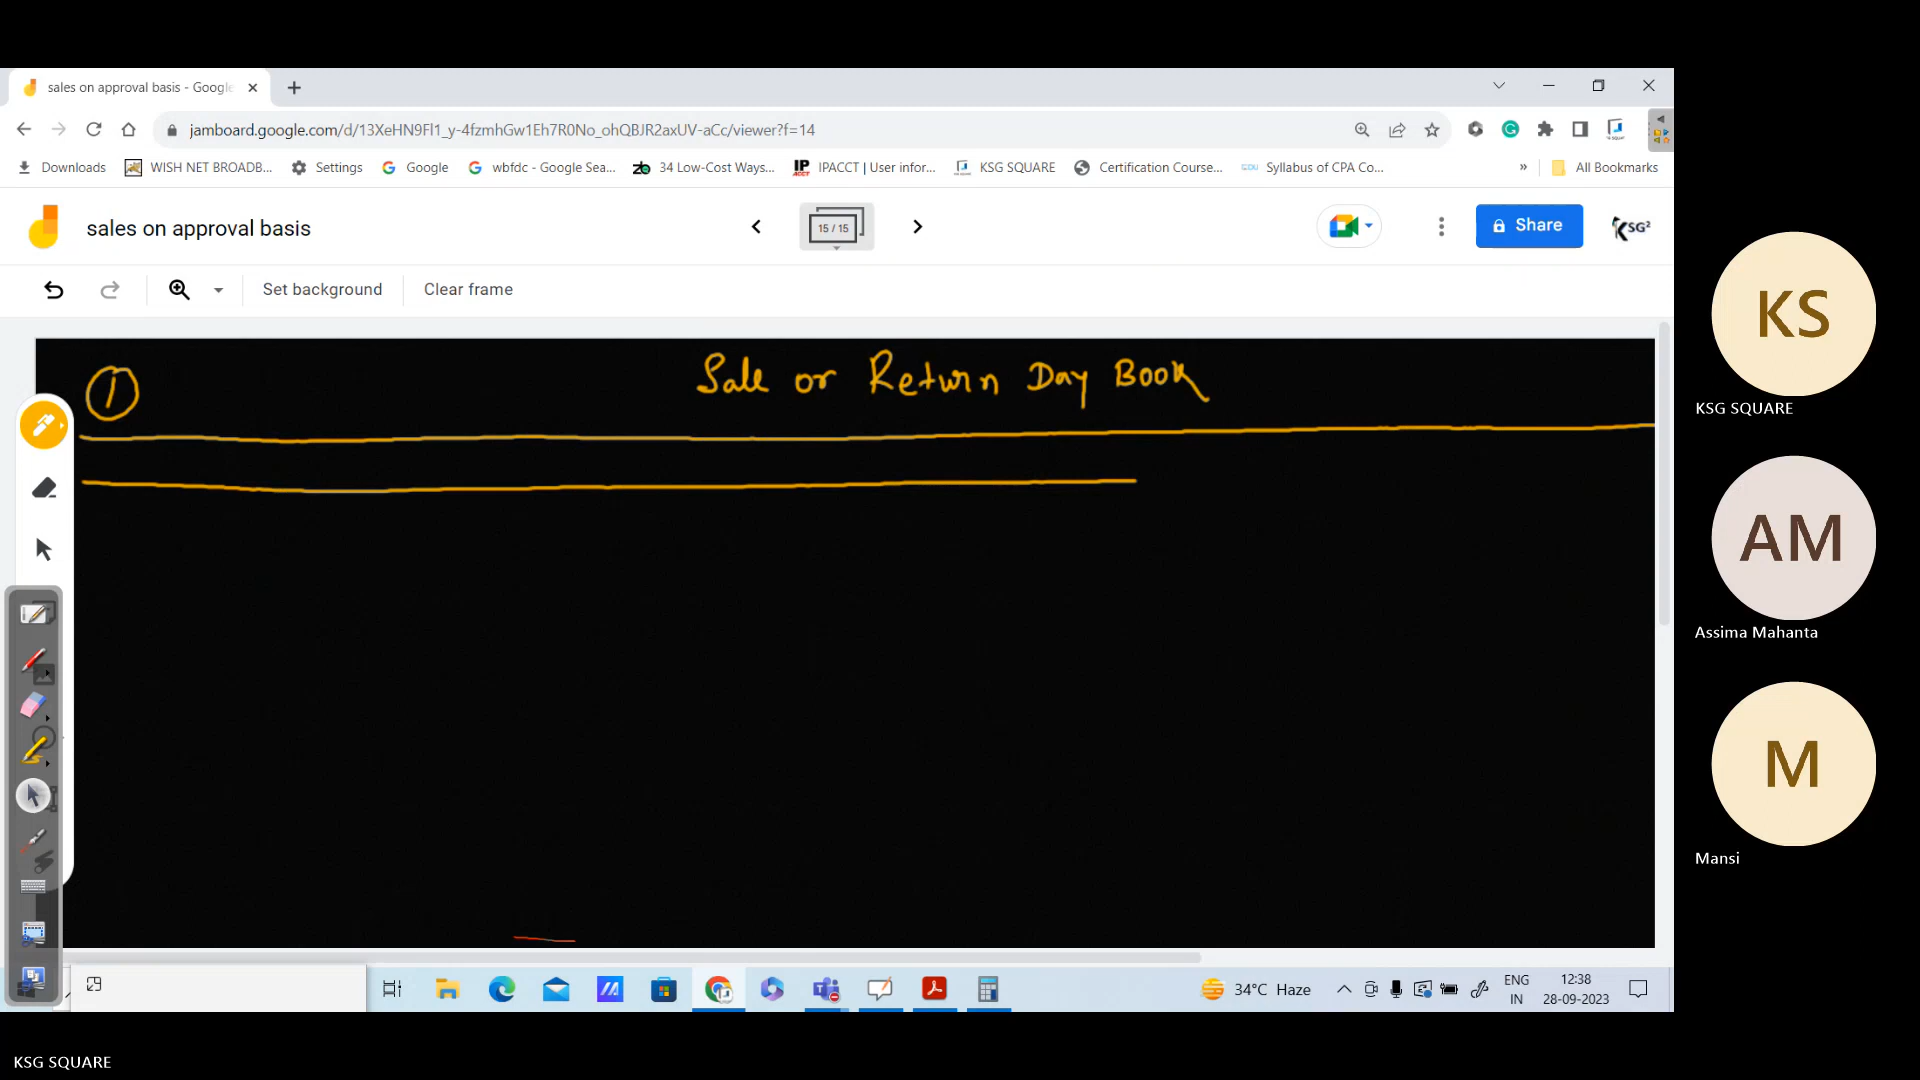 sales on approval basis - Google
jamboard.google.com/d/13XeHN9Fl1_y-4fzmhGw1Eh7R0No_ohQBJR2axUV-aCc/viewer?f=14
Downloads WISH NET BROADB... Settings Google wbfdc - Google Sea... 34 Low-Cost Ways... IPACCT | User infor... KSG SQUARE Certification Course... Syllabus of CPA Co... » All Bookmarks
sales on approval basis
15 / 15
Share
KSG²
Set background
Clear frame
1
Sale or Return Day Book
KS
KSG SQUARE
AM
Assima Mahanta
M
Mansi
34°C Haze
ENG
IN
12:38
28-09-2023
KSG SQUARE